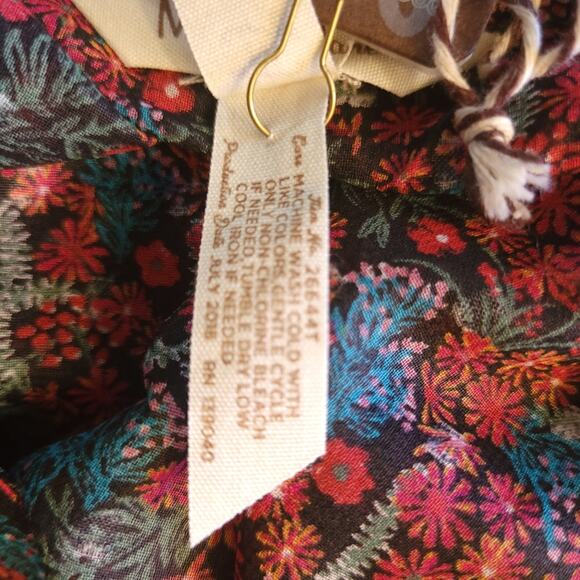 M
Item No. 26644T
Care MACHINE WASH COLD WITH
LIKE COLORS, GENTLE CYCLE
ONLY NON-CHLORINE BLEACH
IF NEEDED, TUMBLE DRY LOW
COOL IRON IF NEEDED
Production Date JULY 2018 RN